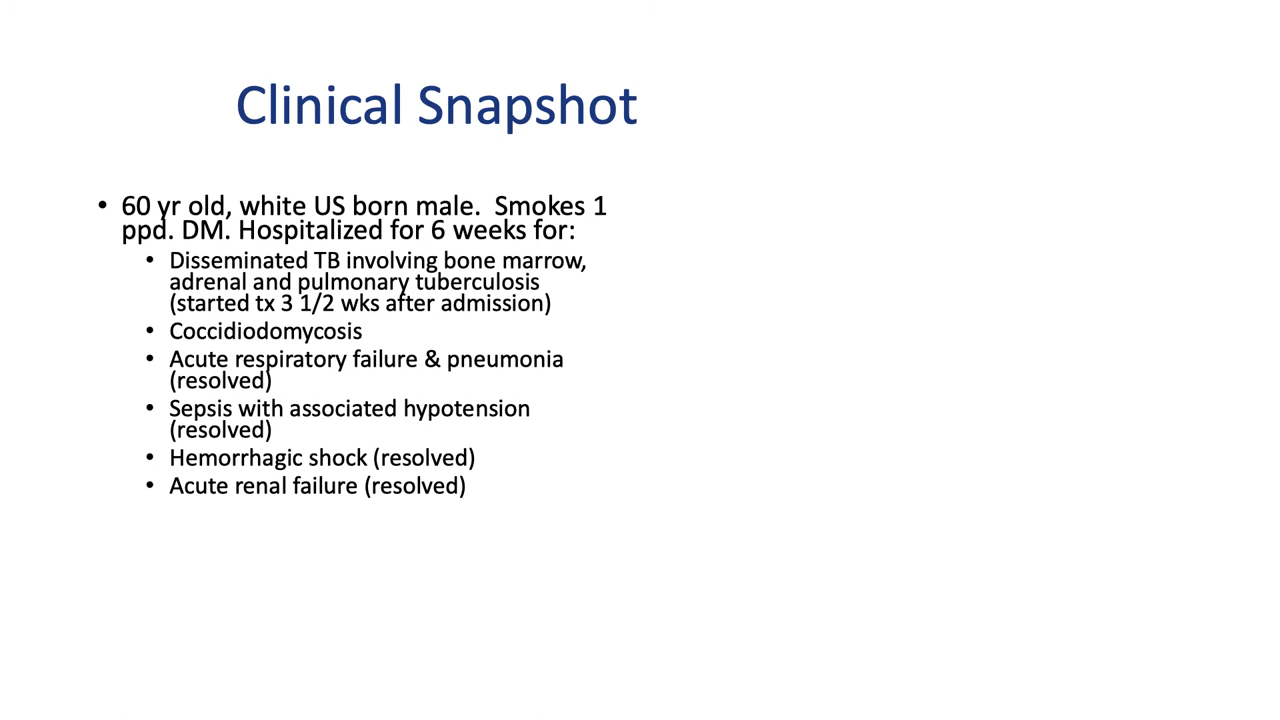 Clinical Snapshot
• 60 yr old, white US born male.  Smokes 1
ppd. DM. Hospitalized for 6 weeks for:
• Disseminated TB involving bone marrow,
adrenal and pulmonary tuberculosis
(started tx 3 1/2 wks after admission)
• Coccidiodomycosis
• Acute respiratory failure & pneumonia
(resolved)
• Sepsis with associated hypotension
(resolved)
• Hemorrhagic shock (resolved)
• Acute renal failure (resolved)